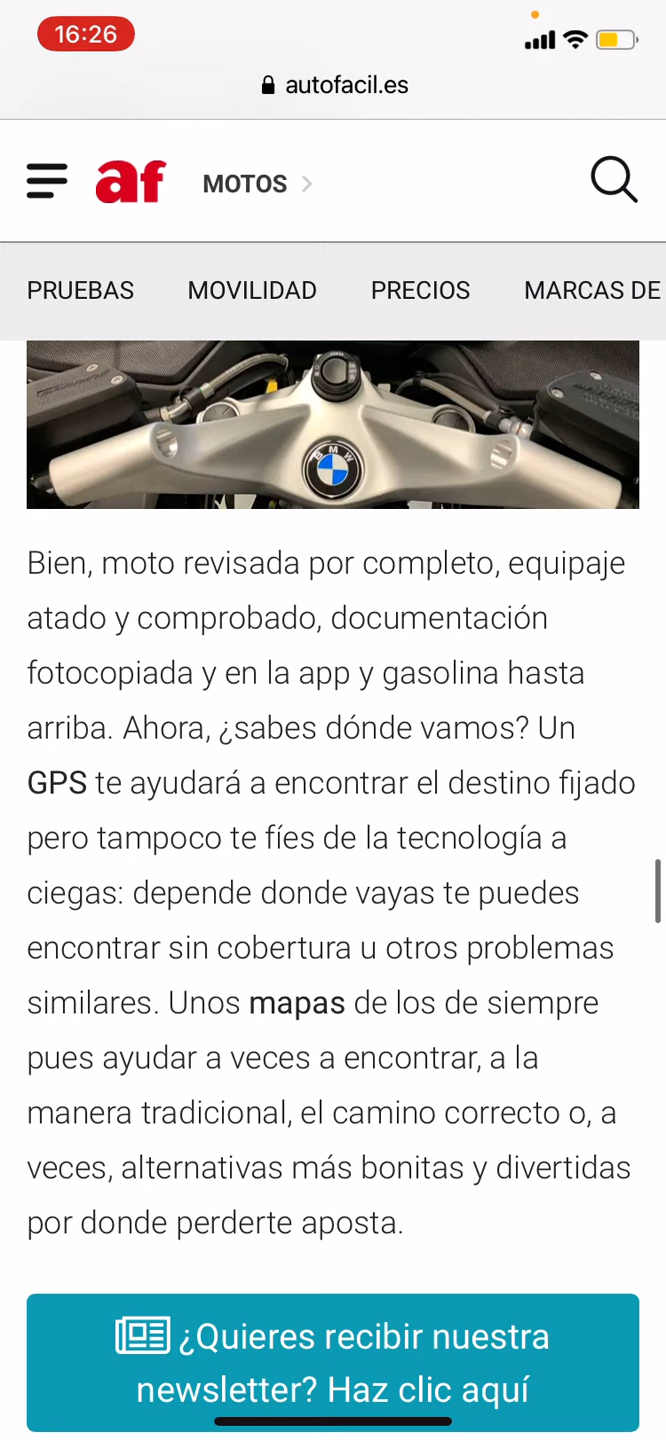 16:26
autofacil.es
af MOTOS
PRUEBAS MOVILIDAD PRECIOS MARCAS DE
BMW
Bien, moto revisada por completo, equipaje
atado y comprobado, documentación
fotocopiada y en la app y gasolina hasta
arriba. Ahora, ¿sabes dónde vamos? Un
GPS te ayudará a encontrar el destino fijado
pero tampoco te fíes de la tecnología a
ciegas: depende donde vayas te puedes
encontrar sin cobertura u otros problemas
similares. Unos mapas de los de siempre
pues ayudar a veces a encontrar, a la
manera tradicional, el camino correcto o, a
veces, alternativas más bonitas y divertidas
por donde perderte aposta.
¿Quieres recibir nuestra
newsletter? Haz clic aquí